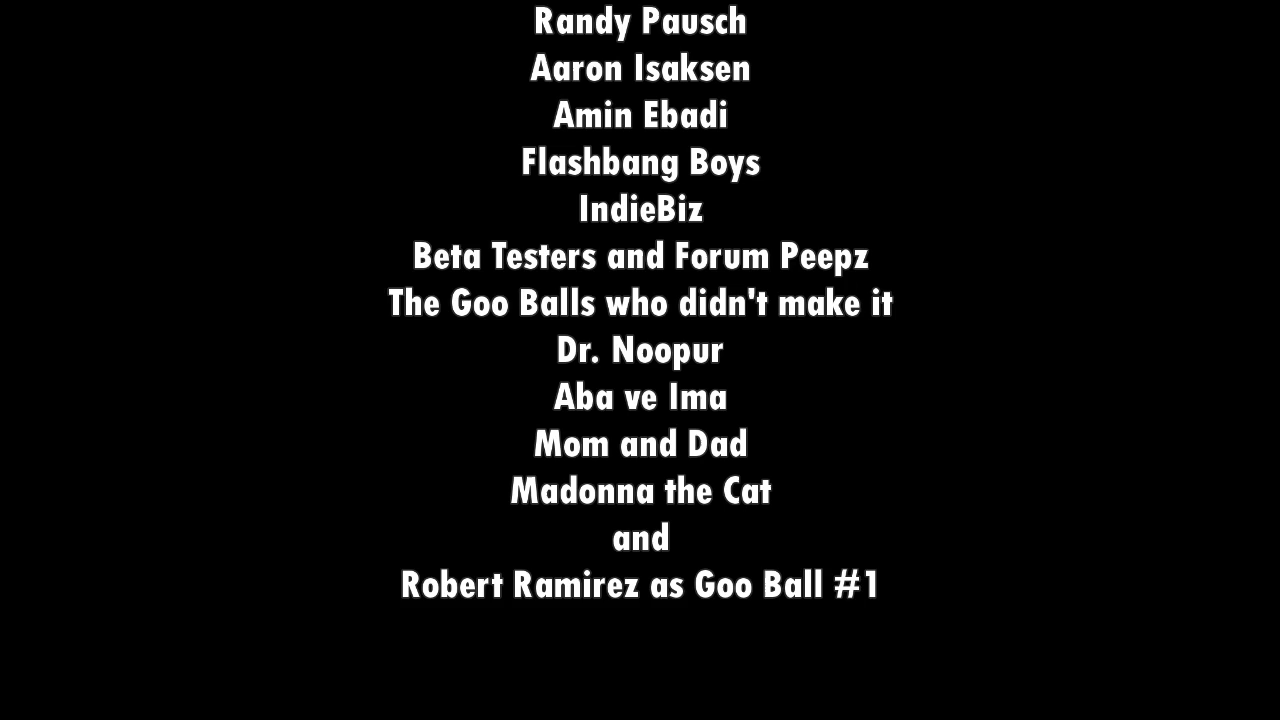 Randy Pausch
Aaron Isaksen
Amin Ebadi
Flashbang Boys
IndieBiz
Beta Testers and Forum Peepz
The Goo Balls who didn't make it
Dr. Noopur
Aba ve Ima
Mom and Dad
Madonna the Cat
and
Robert Ramirez as Goo Ball #1